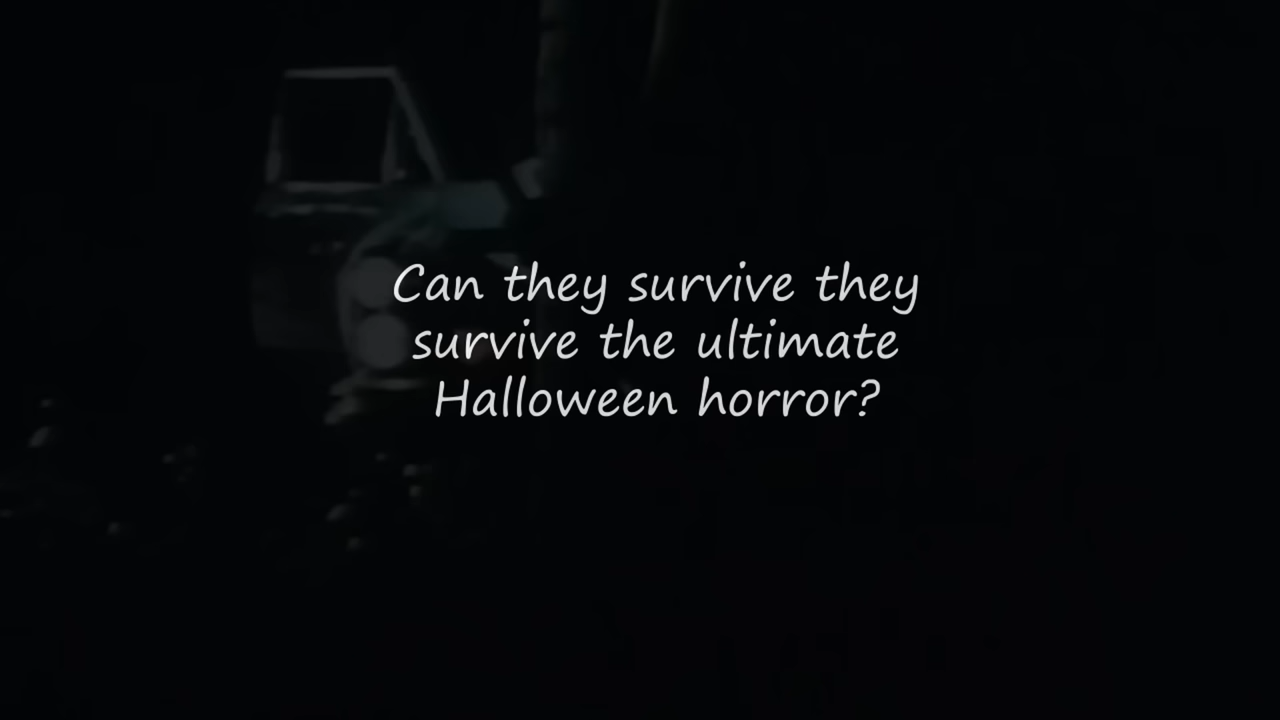 Can they survive they
survive the ultimate
Halloween horror?